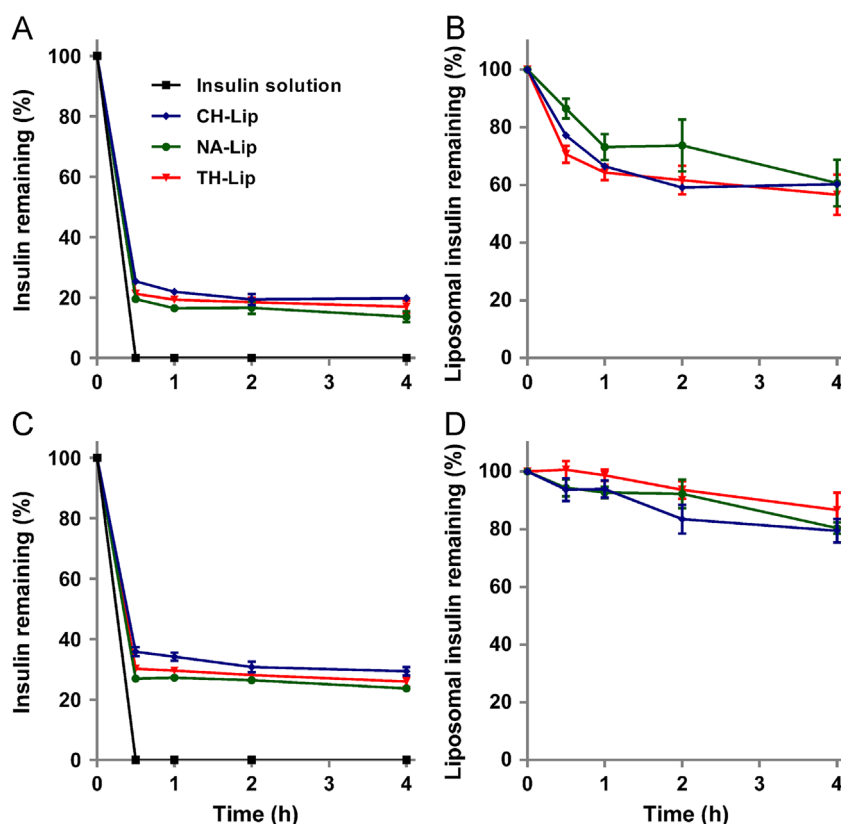 A
Insulin remaining (%)
100
80
60
40
20
0
0 1 2 3 4
Insulin solution
CH-Lip
NA-Lip
TH-Lip
B
Liposomal insulin remaining (%)
100
80
60
40
20
0
0 1 2 3 4
C
Insulin remaining (%)
100
80
60
40
20
0
0 1 2 3 4
Time (h)
D
Liposomal insulin remaining (%)
100
80
60
40
20
0
0 1 2 3 4
Time (h)